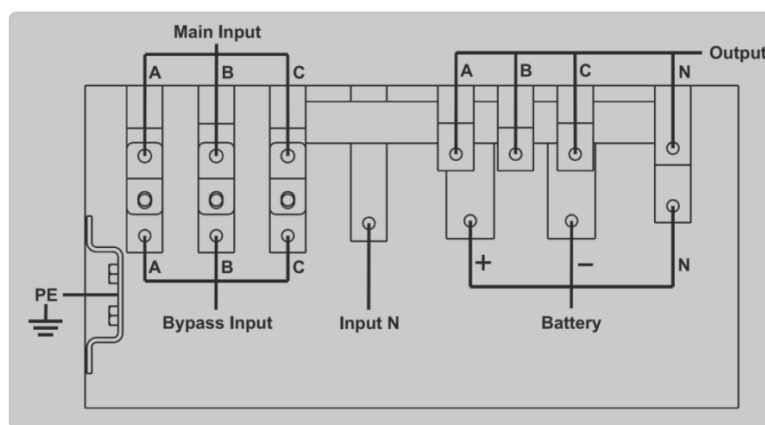 Main Input
Output
A B C
A B C N
+ − N
A B C
PE
Bypass Input
Input N
Battery